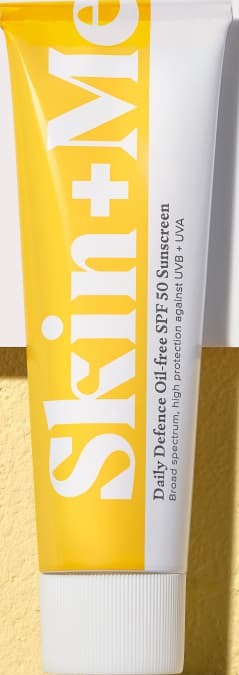 Skin+Me
Daily Defence Oil-free SPF 50 Sunscreen
Broad spectrum, high protection against UVB + UVA